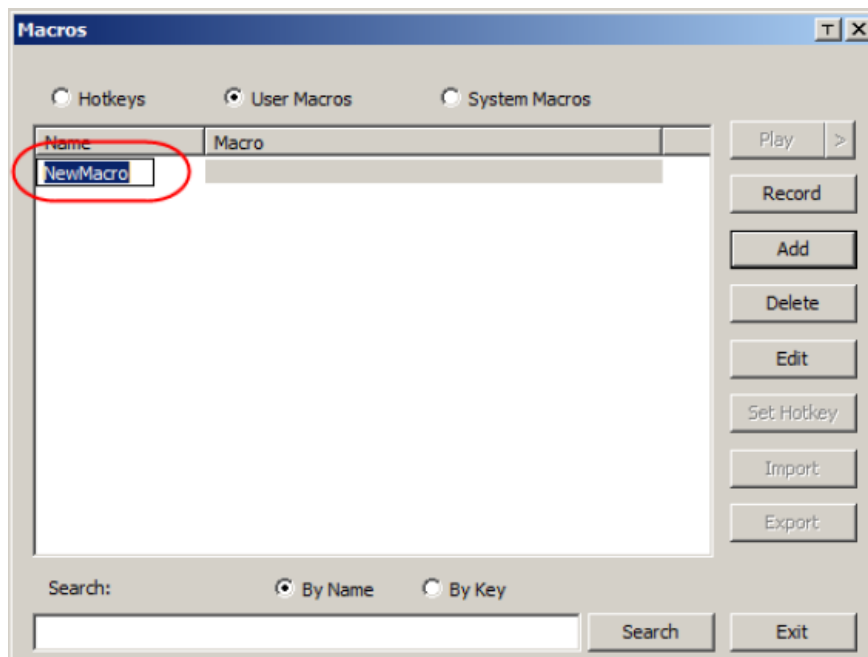 Macros
Hotkeys User Macros System Macros
Name Macro
Play >
NewMacro
Record
Add
Delete
Edit
Set Hotkey
Import
Export
Search: By Name By Key
Search Exit